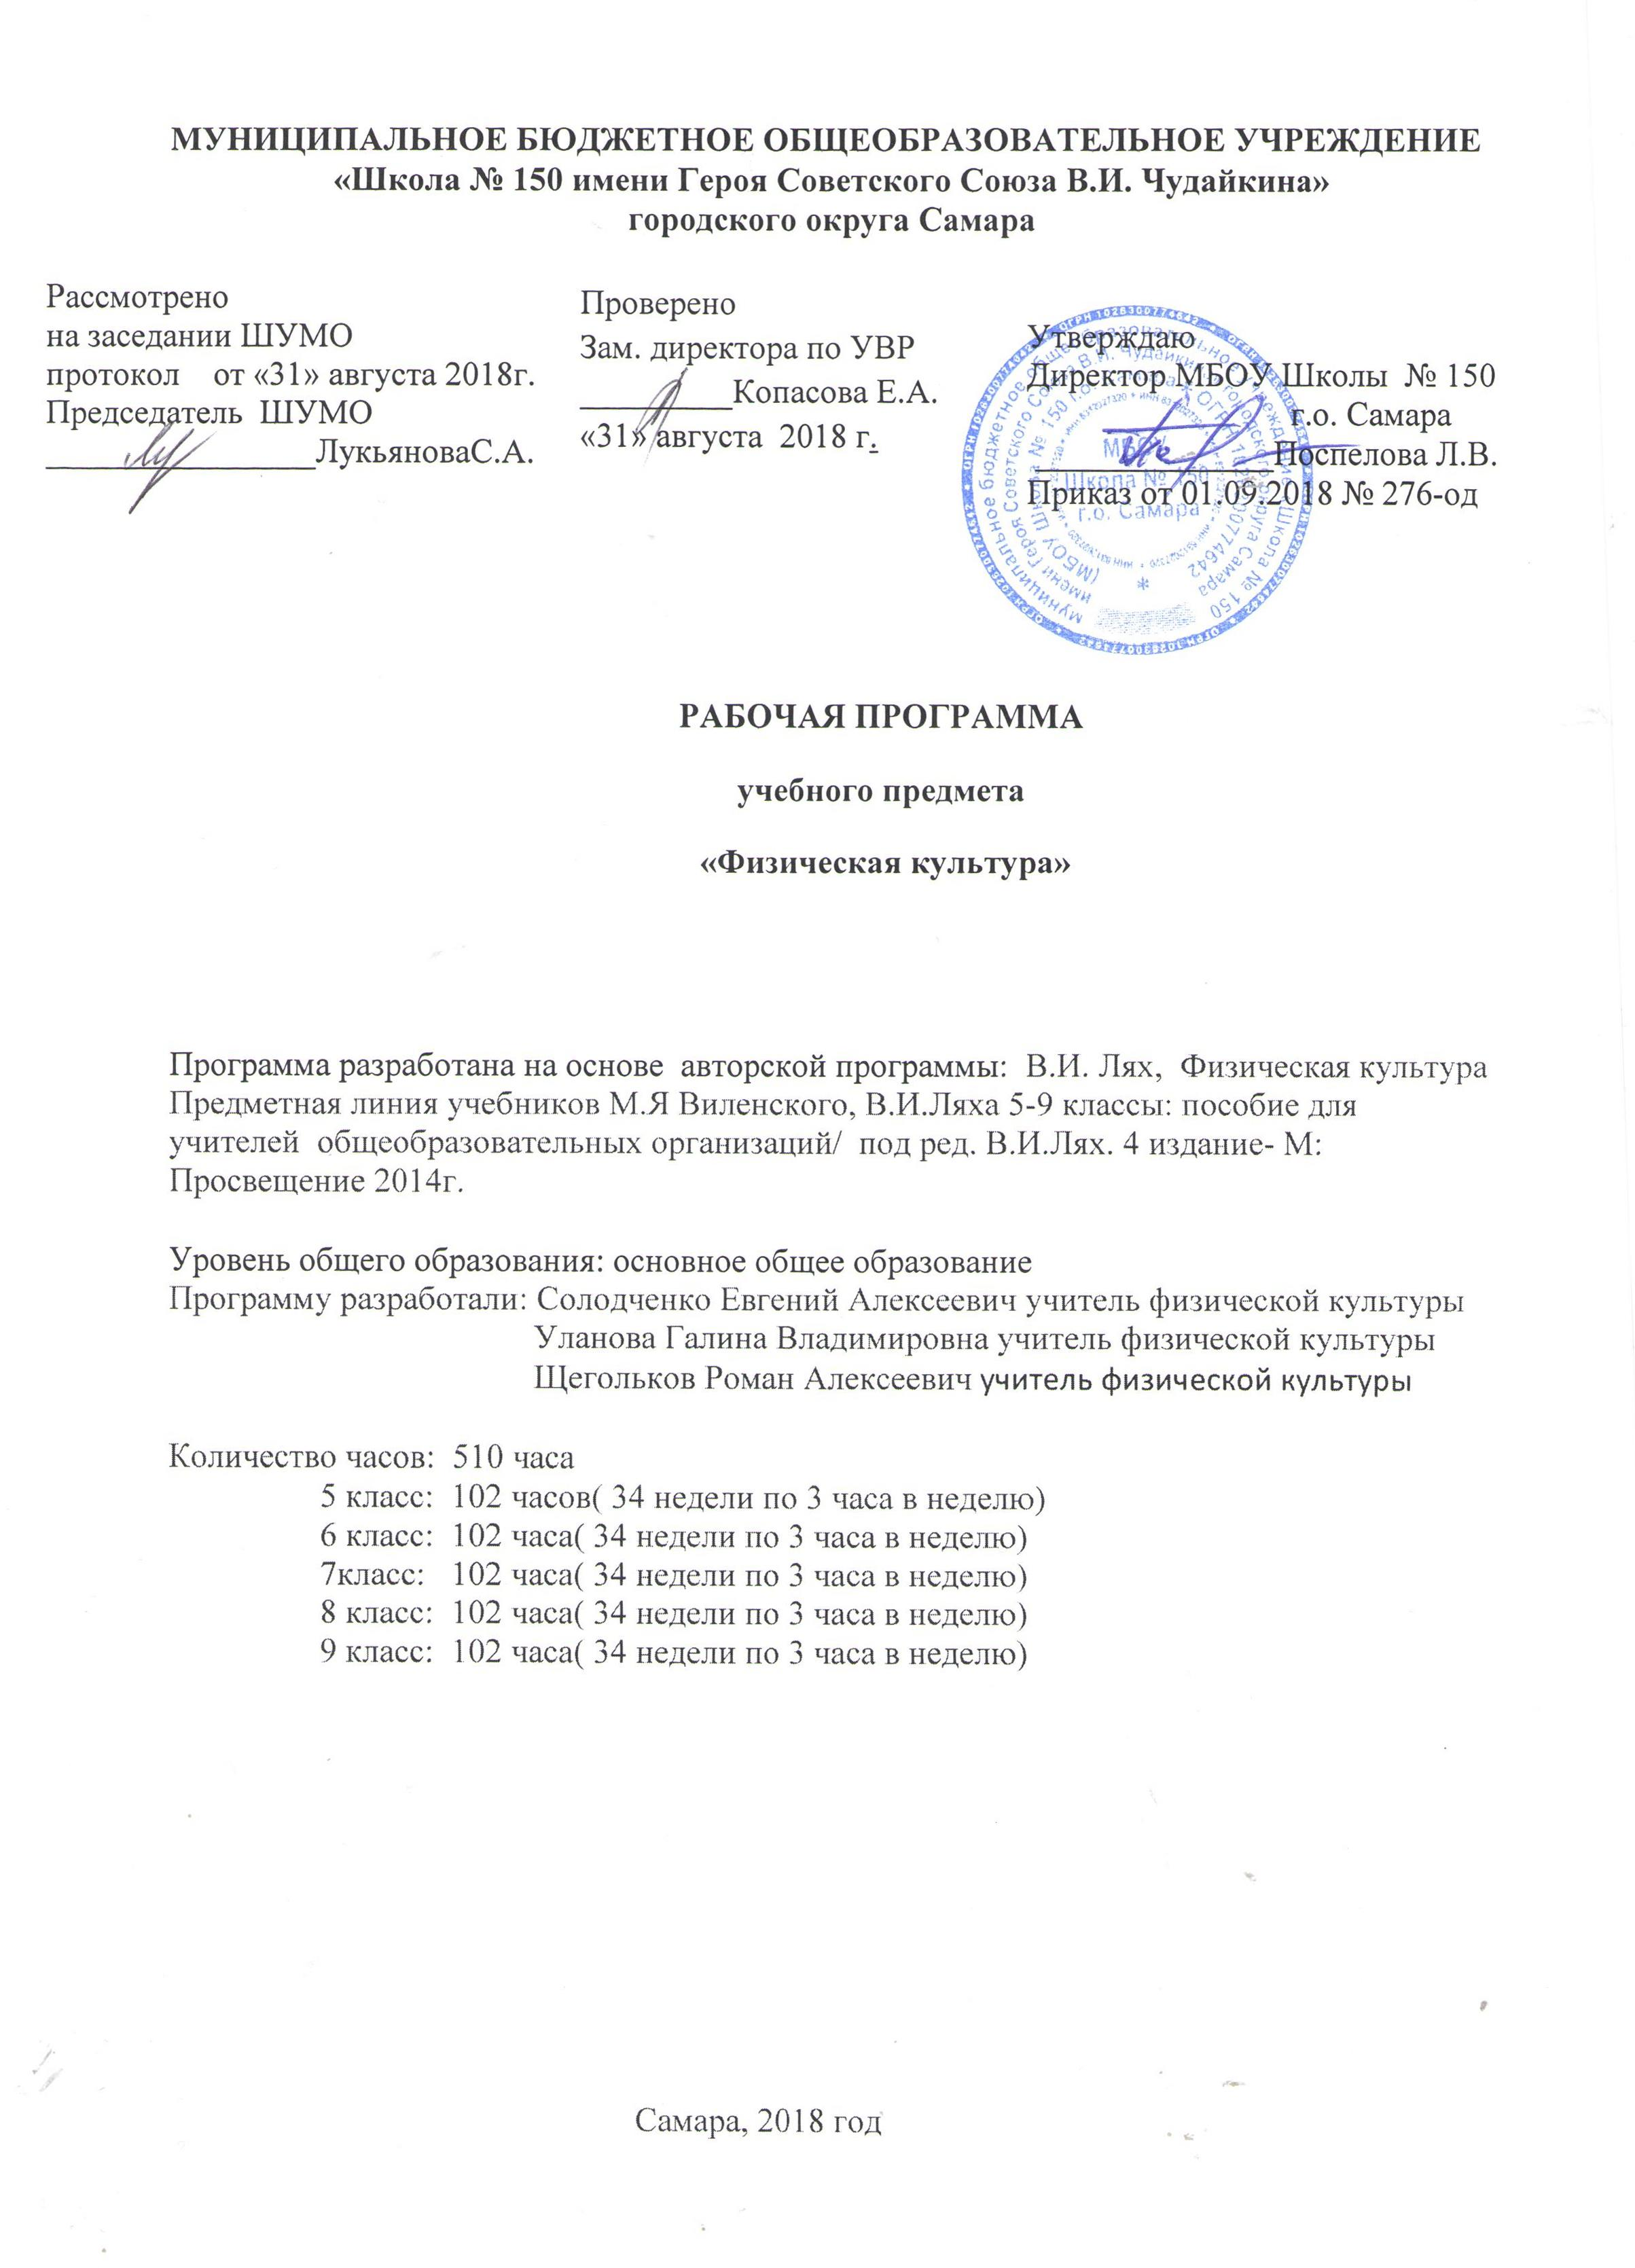 МУНИЦИПАЛЬНОЕ БЮДЖЕТНОЕ ОБЩЕОБРАЗОВАТЕЛЬНОЕ УЧРЕЖДЕНИЕ
«Школа № 150 имени Героя Советского Союза В.И. Чудайкина»
городского округа Самара
Рассмотрено
на заседании ШУМО
протокол от «31» августа 2018г.
Председатель ШУМО
________________ЛукьяноваС.А.
Проверено
Зам. директора по УВР
_________Копасова Е.А.
«31» августа 2018 г.
Утверждаю
Директор МБОУ Школы № 150
г.о. Самара
______________Поспелова Л.В.
Приказ от 01.09.2018 № 276-од
МБОУ
Школа № 150
г.о. Самара
РАБОЧАЯ ПРОГРАММА
учебного предмета
«Физическая культура»
Программа разработана на основе авторской программы: В.И. Лях, Физическая культура
Предметная линия учебников М.Я Виленского, В.И.Ляха 5-9 классы: пособие для
учителей общеобразовательных организаций/ под ред. В.И.Лях. 4 издание- М:
Просвещение 2014г.
Уровень общего образования: основное общее образование
Программу разработали: Солодченко Евгений Алексеевич учитель физической культуры
Уланова Галина Владимировна учитель физической культуры
Щегольков Роман Алексеевич учитель физической культуры
Количество часов: 510 часа
5 класс: 102 часов( 34 недели по 3 часа в неделю)
6 класс: 102 часа( 34 недели по 3 часа в неделю)
7класс: 102 часа( 34 недели по 3 часа в неделю)
8 класс: 102 часа( 34 недели по 3 часа в неделю)
9 класс: 102 часа( 34 недели по 3 часа в неделю)
Самара, 2018 год